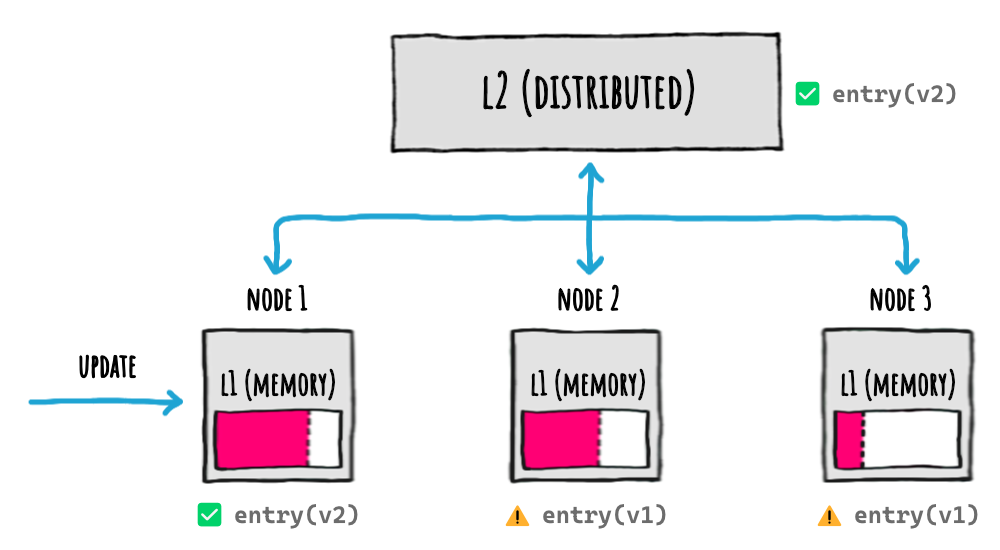 L2 (DISTRIBUTED)
✅ entry(v2)
NODE 1
NODE 2
NODE 3
UPDATE
L1 (MEMORY)
L1 (MEMORY)
L1 (MEMORY)
✅ entry(v2)
⚠ entry(v1)
⚠ entry(v1)